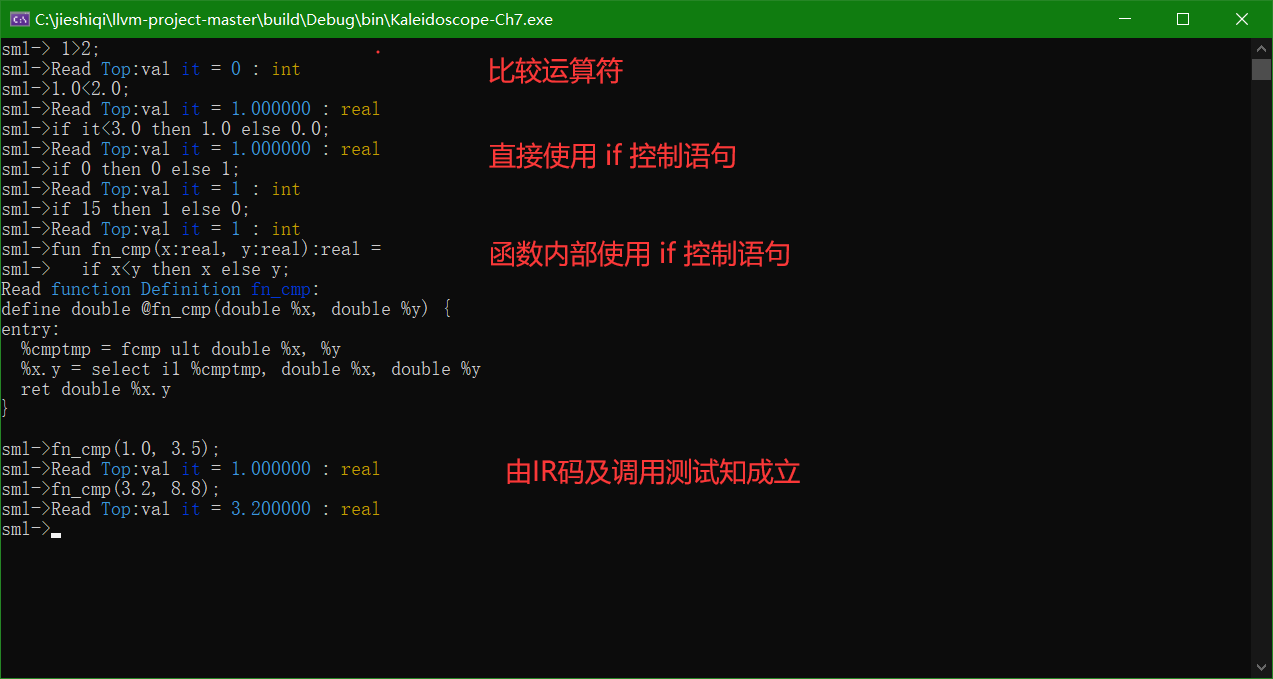 C:\jieshiqi\llvm-project-master\build\Debug\bin\Kaleidoscope-Ch7.exe
sml-> 1>2;
sml->Read Top:val it = 0 : int
比较运算符
sml->1.0<2.0;
sml->Read Top:val it = 1.000000 : real
sml->if it<3.0 then 1.0 else 0.0;
sml->Read Top:val it = 1.000000 : real
直接使用 if 控制语句
sml->if 0 then 0 else 1;
sml->Read Top:val it = 1 : int
sml->if 15 then 1 else 0;
sml->Read Top:val it = 1 : int
sml->fun fn_cmp(x:real, y:real):real =
函数内部使用 if 控制语句
sml->   if x<y then x else y;
Read function Definition fn_cmp:
define double @fn_cmp(double %x, double %y) {
entry:
  %cmptmp = fcmp ult double %x, %y
  %x.y = select i1 %cmptmp, double %x, double %y
  ret double %x.y
}
sml->fn_cmp(1.0, 3.5);
sml->Read Top:val it = 1.000000 : real
由IR码及调用测试知成立
sml->fn_cmp(3.2, 8.8);
sml->Read Top:val it = 3.200000 : real
sml->